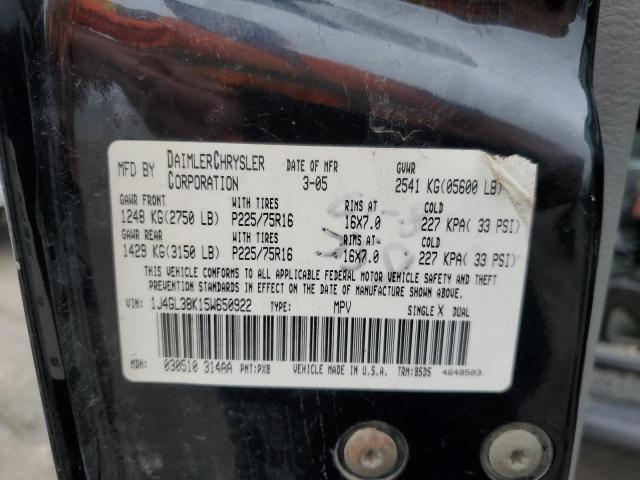 MFD BY DAIMLERCHRYSLER CORPORATION DATE OF MFR 3-05 GVWR 2541 KG(05600 LB)
GAWR FRONT WITH TIRES RIMS AT COLD
1248 KG(2750 LB) P225/75R16 16X7.0 227 KPA( 33 PSI)
GAWR REAR WITH TIRES RIMS AT COLD
1429 KG(3150 LB) P225/75R16 16X7.0 227 KPA( 33 PSI)
THIS VEHICLE CONFORMS TO ALL APPLICABLE FEDERAL MOTOR VEHICLE SAFETY AND THEFT
PREVENTION STANDARDS IN EFFECT ON THE DATE OF MANUFACTURE SHOWN ABOVE.
VIN: 1J4GL38K15W650922 TYPE: MPV SINGLE X DUAL
MDH: 030510 314AA PNT:PX8 VEHICLE MADE IN U.S.A. TRM:B5D5 4648503